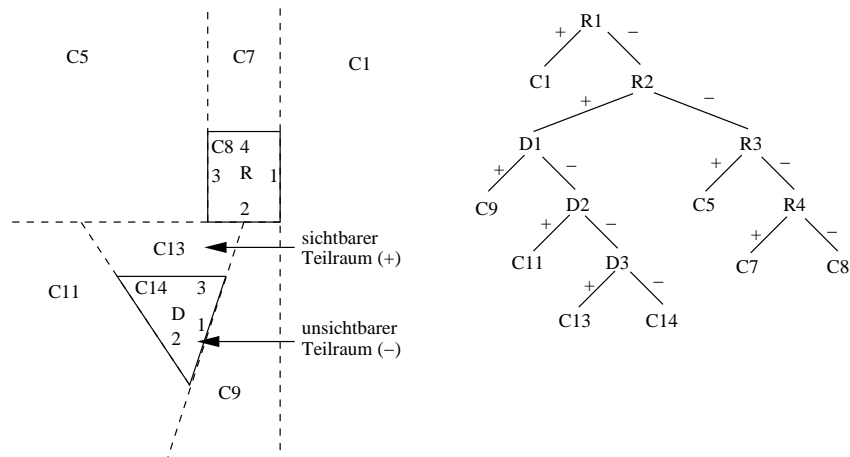 C5
C7
C1
C8 4
3
R
1
2
C13
sichtbarer
Teilraum (+)
C11
C14
3
D
1
2
unsichtbarer
Teilraum (−)
C9
R1
+ −
C1
R2
+ −
D1
R3
+ −
+ −
C9
D2
C5
R4
+ −
+ −
C11
D3
C7
C8
+ −
C13
C14